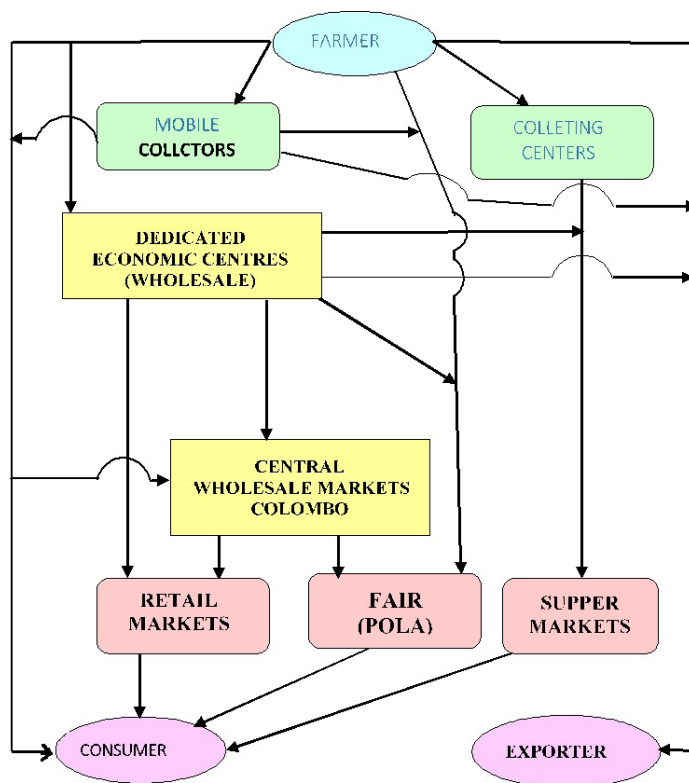 FARMER
MOBILE
COLLCTORS
COLLETING
CENTERS
DEDICATED
ECONOMIC CENTRES
(WHOLESALE)
CENTRAL
WHOLESALE MARKETS
COLOMBO
RETAIL
MARKETS
FAIR
(POLA)
SUPPER
MARKETS
CONSUMER
EXPORTER